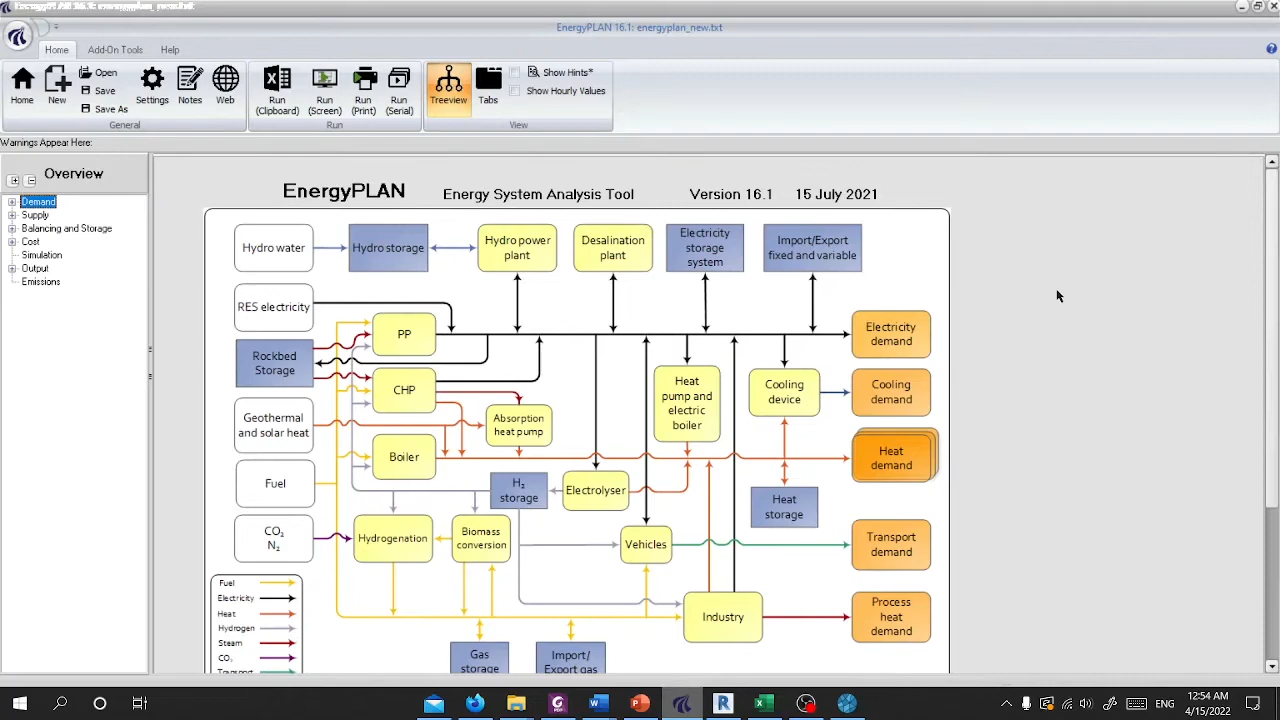 EnergyPLAN 16.1: energyplan_new.txt
Home
Add-On Tools
Help
Home
New
Open
Save
Save As
Settings
Notes
Web
General
Run
(Clipboard)
Run
(Screen)
Run
(Print)
Run
(Serial)
Run
Treeview
Tabs
Show Hints*
Show Hourly Values
View
Warnings Appear Here:
Overview
Demand
Supply
Balancing and Storage
Cost
Simulation
Output
Emissions
EnergyPLAN Energy System Analysis Tool Version 16.1 15 July 2021
Hydro water
Hydro storage
Hydro power
plant
Desalination
plant
Electricity
storage
system
Import/Export
fixed and variable
RES electricity
PP
Electricity
demand
Rockbed
Storage
CHP
Heat
pump and
electric
boiler
Cooling
device
Cooling
demand
Geothermal
and solar heat
Absorption
heat pump
Boiler
Heat
demand
Fuel
H₂
storage
Electrolyser
Heat
storage
CO₂
N₂
Hydrogenation
Biomass
conversion
Vehicles
Transport
demand
Fuel
Electricity
Heat
Hydrogen
Steam
CO₂
Transport
Industry
Process
heat
demand
Gas
storage
Import/
Export gas
12:54 AM
ENG
4/15/2022